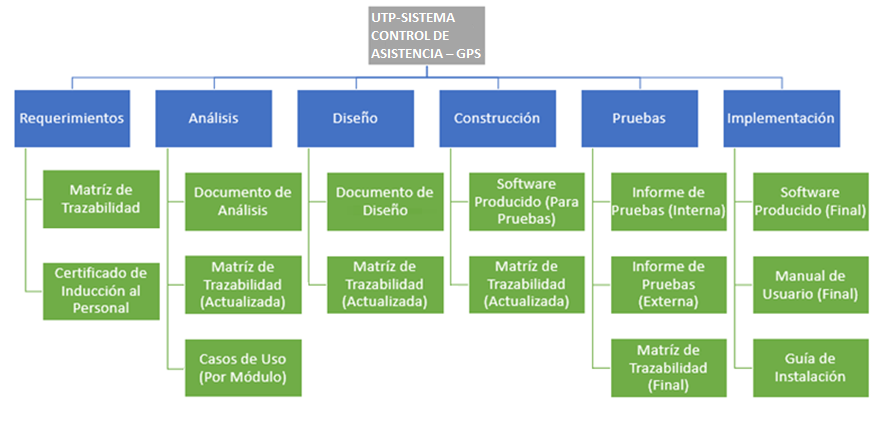 UTP-SISTEMA
CONTROL DE
ASISTENCIA – GPS
Requerimientos
Análisis
Diseño
Construcción
Pruebas
Implementación
Matríz de
Trazabilidad
Certificado de
Inducción al
Personal
Documento de
Análisis
Matríz de
Trazabilidad
(Actualizada)
Casos de Uso
(Por Módulo)
Documento de
Diseño
Matríz de
Trazabilidad
(Actualizada)
Software
Producido (Para
Pruebas)
Matríz de
Trazabilidad
(Actualizada)
Informe de
Pruebas (Interna)
Informe de
Pruebas
(Externa)
Matríz de
Trazabilidad
(Final)
Software
Producido (Final)
Manual de
Usuario (Final)
Guía de
Instalación